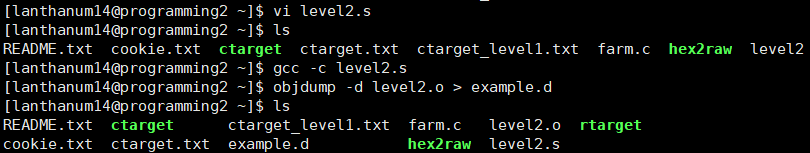 [lanthanum14@programming2 ~]$ vi level2.s
[lanthanum14@programming2 ~]$ ls
README.txt cookie.txt ctarget ctarget.txt ctarget_level1.txt farm.c hex2raw level2
[lanthanum14@programming2 ~]$ gcc -c level2.s
[lanthanum14@programming2 ~]$ objdump -d level2.o > example.d
[lanthanum14@programming2 ~]$ ls
README.txt ctarget ctarget_level1.txt farm.c level2.o rtarget
cookie.txt ctarget.txt example.d hex2raw level2.s